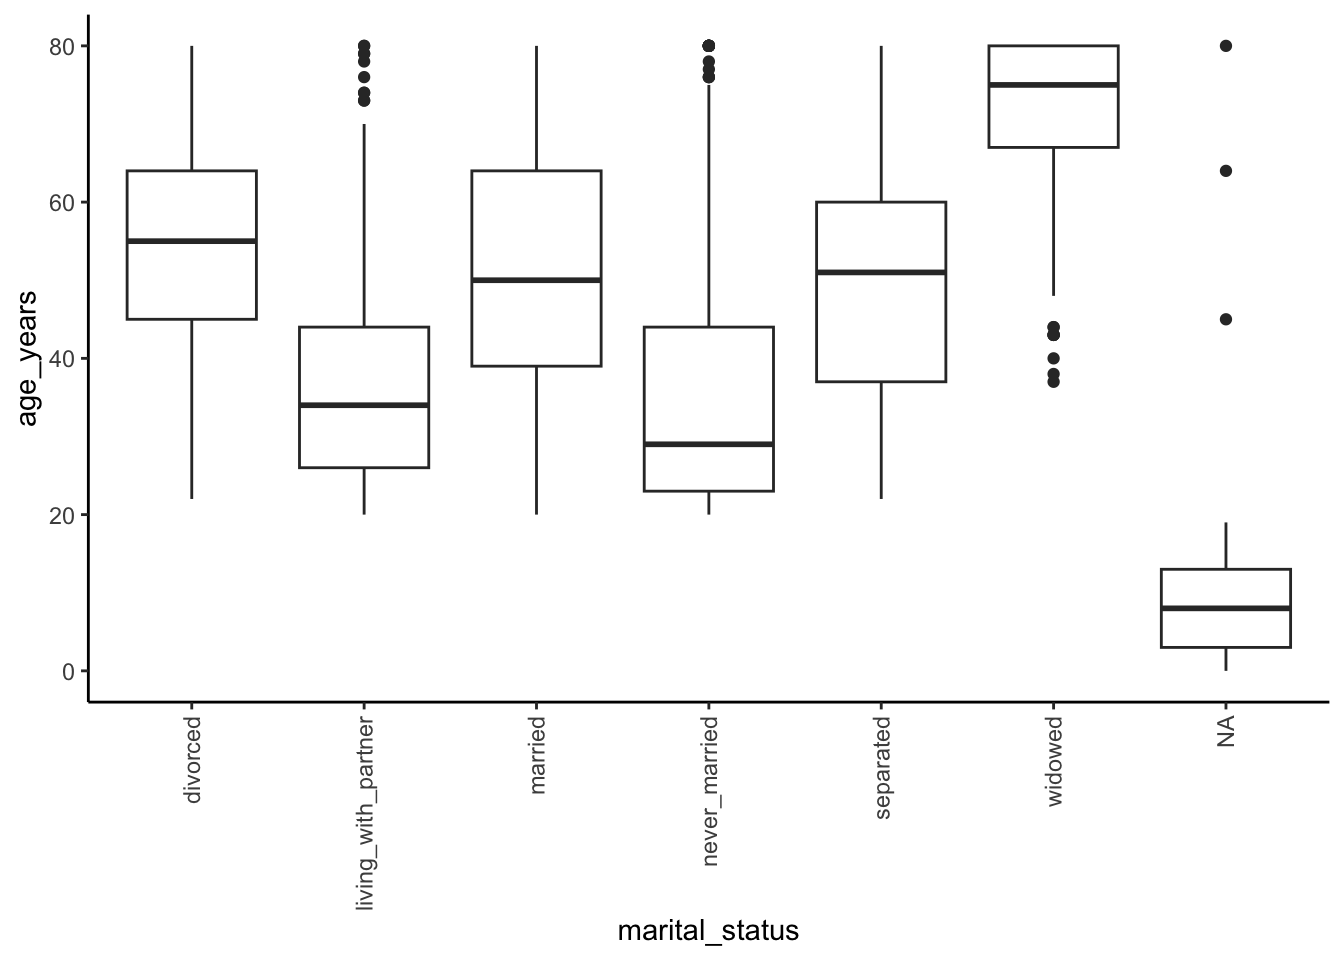 age_years
80
60
40
20
0
divorced
living_with_partner
married
never_married
separated
widowed
NA
marital_status